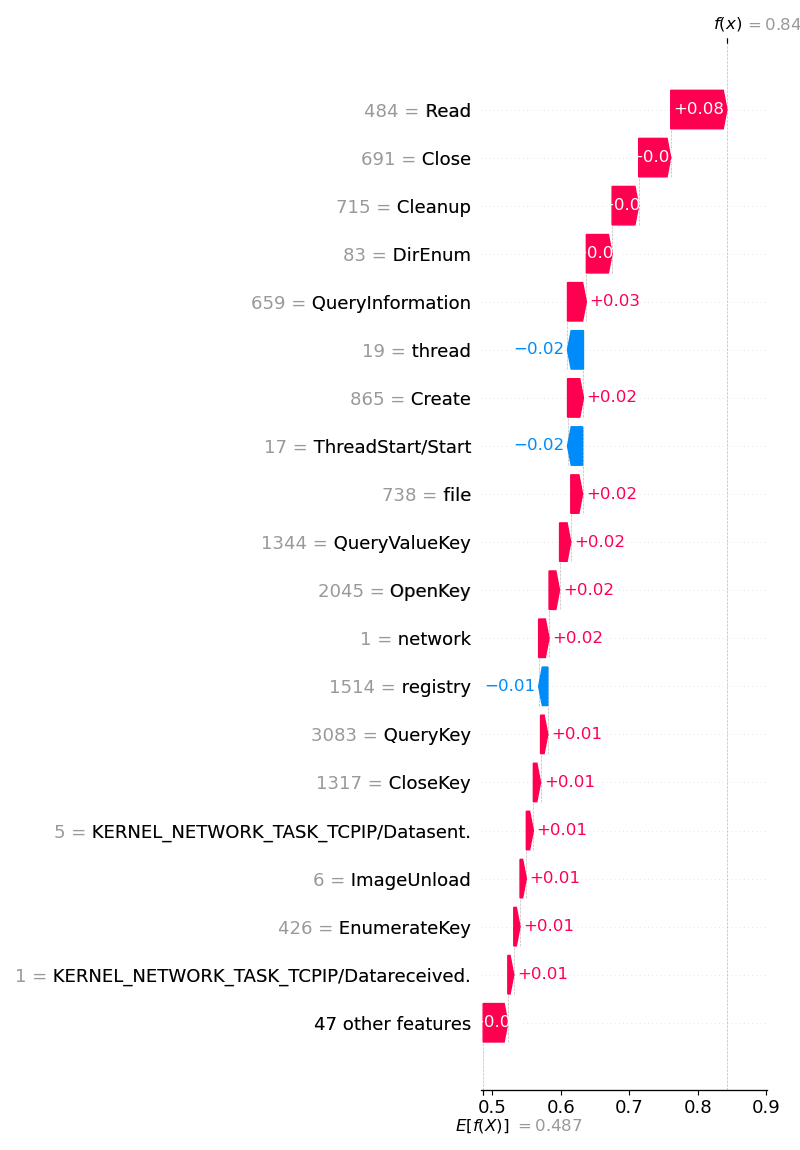 f(x) = 0.84
484 = Read +0.08
691 = Close
715 = Cleanup
83 = DirEnum
659 = QueryInformation +0.03
19 = thread −0.02
865 = Create +0.02
17 = ThreadStart/Start −0.02
738 = file +0.02
1344 = QueryValueKey +0.02
2045 = OpenKey +0.02
1 = network +0.02
1514 = registry −0.01
3083 = QueryKey +0.01
1317 = CloseKey +0.01
5 = KERNEL_NETWORK_TASK_TCPIP/Datasent. +0.01
6 = ImageUnload +0.01
426 = EnumerateKey +0.01
1 = KERNEL_NETWORK_TASK_TCPIP/Datareceived. +0.01
47 other features
0.5 0.6 0.7 0.8 0.9
E[f(X)] = 0.487